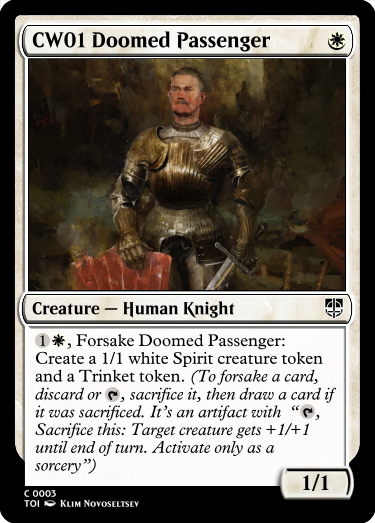 CW01 Doomed Passenger
Creature — Human Knight
1, Forsake Doomed Passenger:
Create a 1/1 white Spirit creature token
and a Trinket token. (To forsake a card,
discard or , sacrifice it, then draw a card if
it was sacrificed. It's an artifact with “,
Sacrifice this: Target creature gets +1/+1
until end of turn. Activate only as a
sorcery”)
1/1
C 0003
TOI Klim Novoseltsev